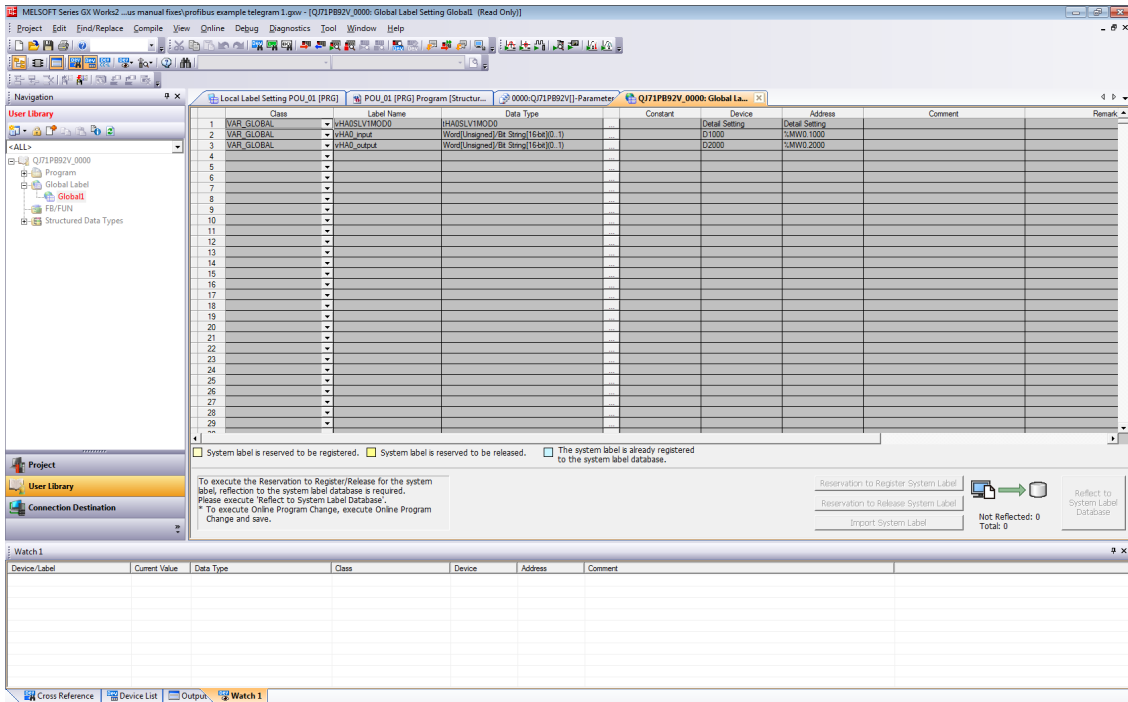 MELSOFT Series GX Works2 ...us manual fixes\profibus example telegram 1.gxw - [QJ71PB92V_0000: Global Label Setting Global1 (Read Only)]
Project Edit Find/Replace Compile View Online Debug Diagnostics Tool Window Help
Navigation
Local Label Setting POU_01 [PRG] POU_01 [PRG] Program [Structur... 0000:QJ71PB92V[]-Parameter QJ71PB92V_0000: Global La...
User Library
<ALL>
QJ71PB92V_0000
Program
Global Label
Global1
FB/FUN
Structured Data Types
Project
User Library
Connection Destination
Class Label Name Data Type Constant Device Address Comment Remark
1 VAR_GLOBAL vHA0SLV1MOD0 tHA0SLV1MOD0 ... Detail Setting Detail Setting
2 VAR_GLOBAL vHA0_input Word[Unsigned]/Bit String[16-bit](0..1) ... D1000 %MW0.1000
3 VAR_GLOBAL vHA0_output Word[Unsigned]/Bit String[16-bit](0..1) ... D2000 %MW0.2000
4 ...
5 ...
6 ...
7 ...
8 ...
9 ...
10 ...
11 ...
12 ...
13 ...
14 ...
15 ...
16 ...
17 ...
18 ...
19 ...
20 ...
21 ...
22 ...
23 ...
24 ...
25 ...
26 ...
27 ...
28 ...
29 ...
System label is reserved to be registered. System label is reserved to be released. The system label is already registered
to the system label database.
To execute the Reservation to Register/Release for the system
label, reflection to the system label database is required.
Please execute 'Reflect to System Label Database'.
* To execute Online Program Change, execute Online Program
Change and save.
Reservation to Register System Label
Reservation to Release System Label
Import System Label
Not Reflected: 0
Total: 0
Reflect to
System Label
Database
Watch 1
Device/Label Current Value Data Type Class Device Address Comment
Cross Reference Device List Output Watch 1